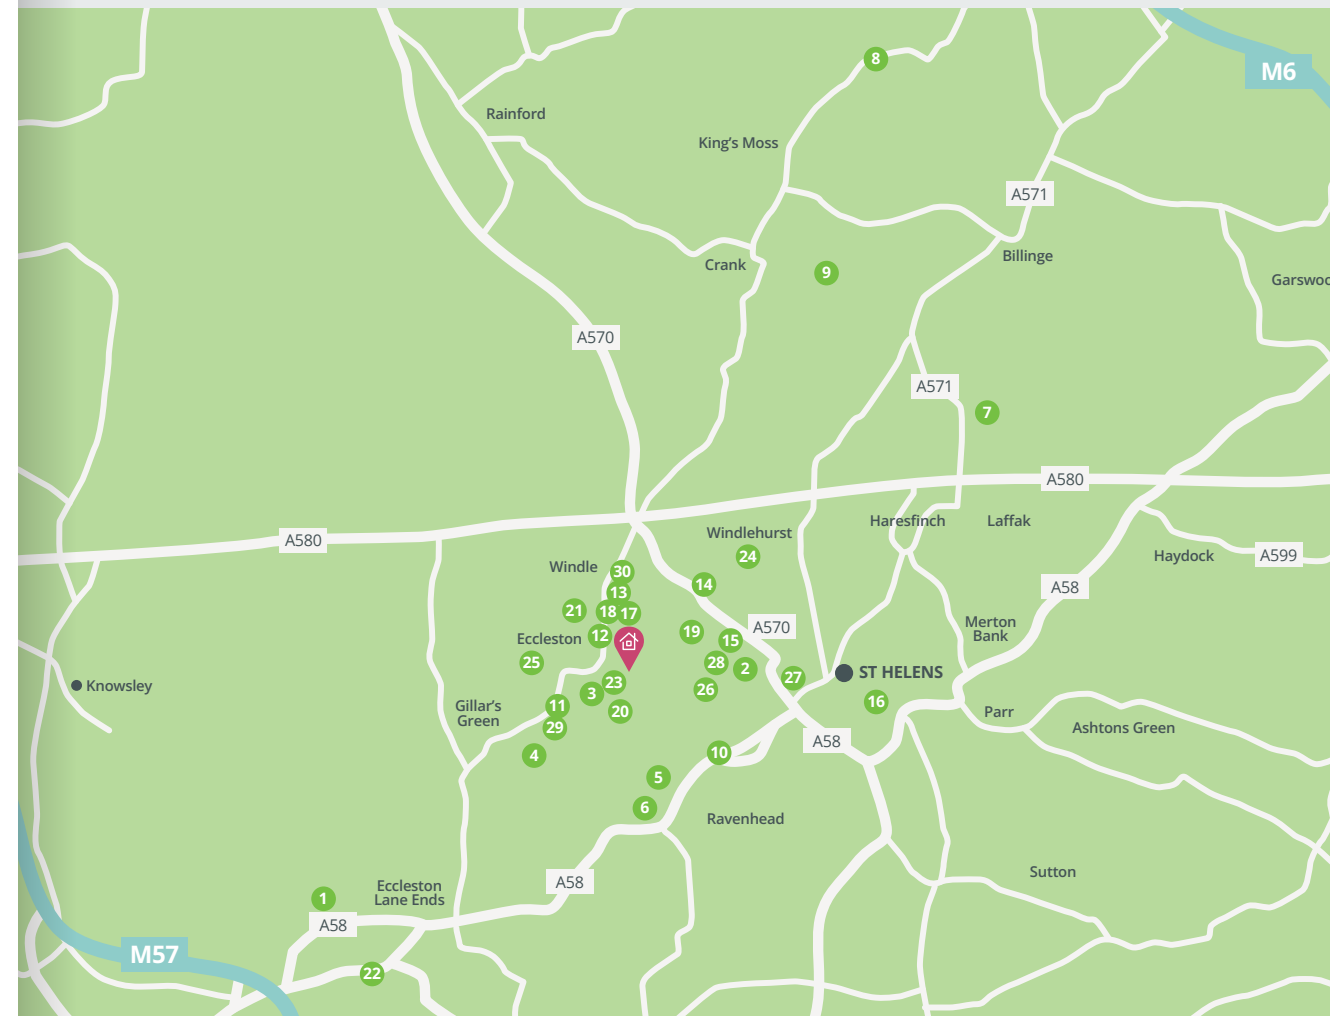 8
M6
Rainford
King's Moss
A571
Billinge
Crank
9
Garswoo
A570
A571
7
A580
Haresfinch
Laffak
Windlehurst
A580
24
Haydock
A599
Windle
30
14
A58
13
21
18
17
Merton
Bank
A570
19
12
Eccleston
15
25
28
2
ST HELENS
Knowsley
27
23
3
26
16
Gillar's
Green
11
20
Parr
29
Ashtons Green
A58
4
10
5
6
Ravenhead
Sutton
A58
Eccleston
Lane Ends
1
A58
M57
22